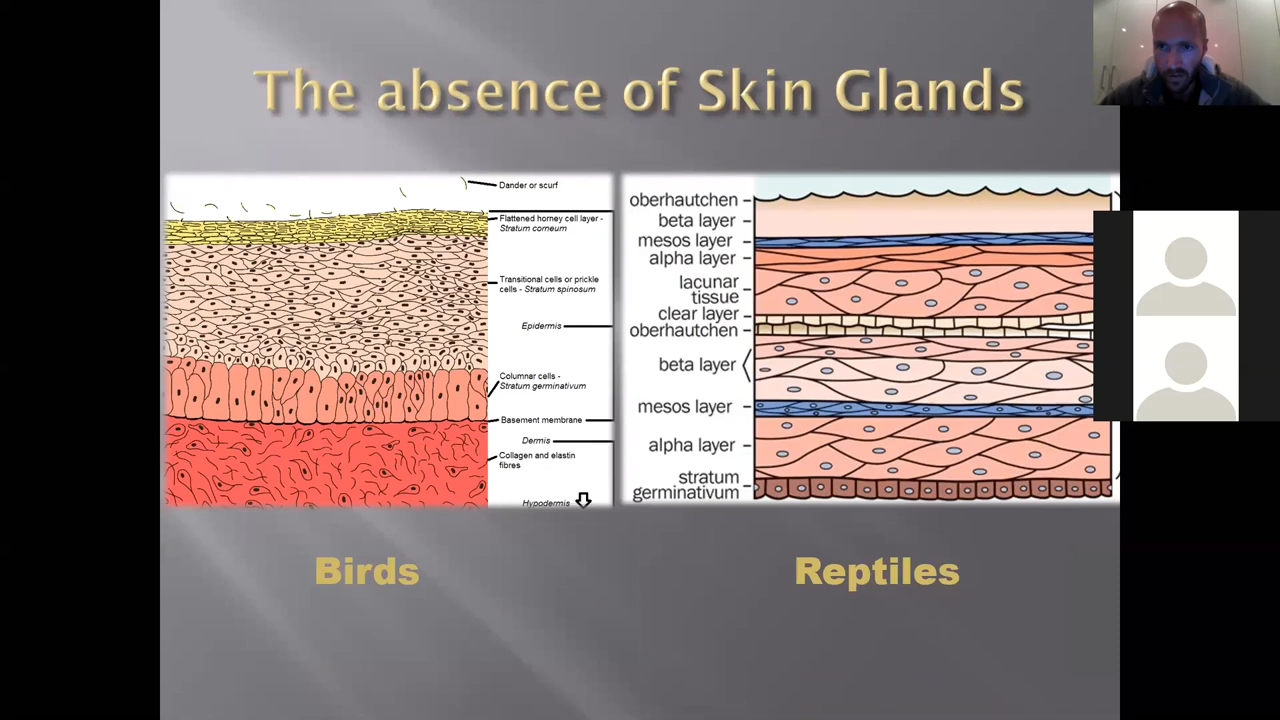 The absence of Skin Glands
Dander or scurf
Flattened horney cell layer -
Stratum corneum
Transitional cells or prickle
cells - Stratum spinosum
Epidermis
Columnar cells -
Stratum germinativum
Basement membrane
Dermis
Collagen and elastin
fibres
Hypodermis
oberhautchen
beta layer
mesos layer
alpha layer
lacunar
tissue
clear layer
oberhautchen
beta layer
mesos layer
alpha layer
stratum
germinativum
Birds
Reptiles